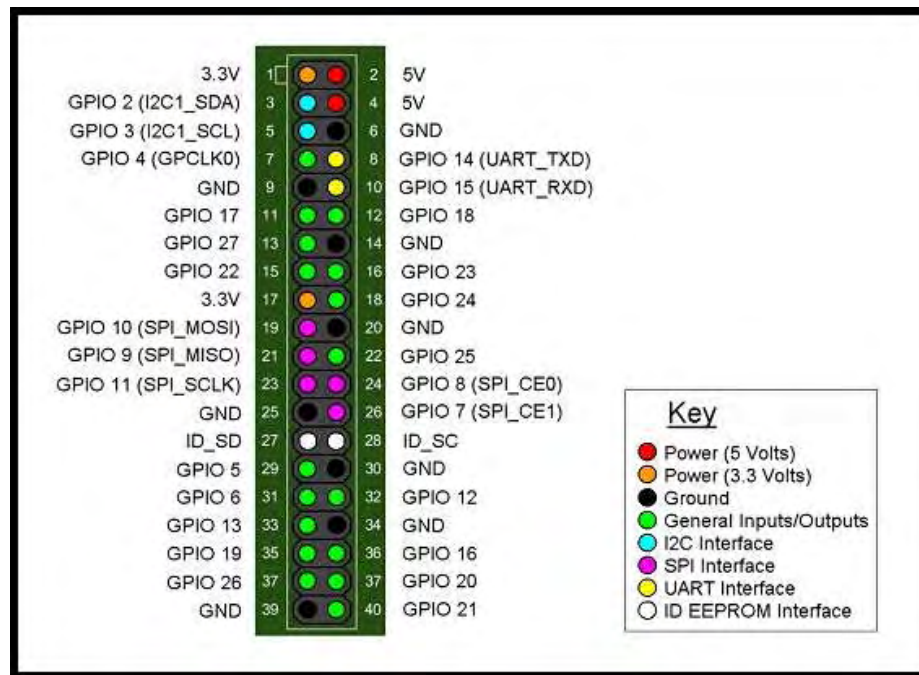 3.3V 1 2 5V
GPIO 2 (I2C1_SDA) 3 4 5V
GPIO 3 (I2C1_SCL) 5 6 GND
GPIO 4 (GPCLK0) 7 8 GPIO 14 (UART_TXD)
GND 9 10 GPIO 15 (UART_RXD)
GPIO 17 11 12 GPIO 18
GPIO 27 13 14 GND
GPIO 22 15 16 GPIO 23
3.3V 17 18 GPIO 24
GPIO 10 (SPI_MOSI) 19 20 GND
GPIO 9 (SPI_MISO) 21 22 GPIO 25
GPIO 11 (SPI_SCLK) 23 24 GPIO 8 (SPI_CE0)
GND 25 26 GPIO 7 (SPI_CE1)
ID_SD 27 28 ID_SC
GPIO 5 29 30 GND
GPIO 6 31 32 GPIO 12
GPIO 13 33 34 GND
GPIO 19 35 36 GPIO 16
GPIO 26 37 37 GPIO 20
GND 39 40 GPIO 21
Key
Power (5 Volts)
Power (3.3 Volts)
Ground
General Inputs/Outputs
I2C Interface
SPI Interface
UART Interface
ID EEPROM Interface